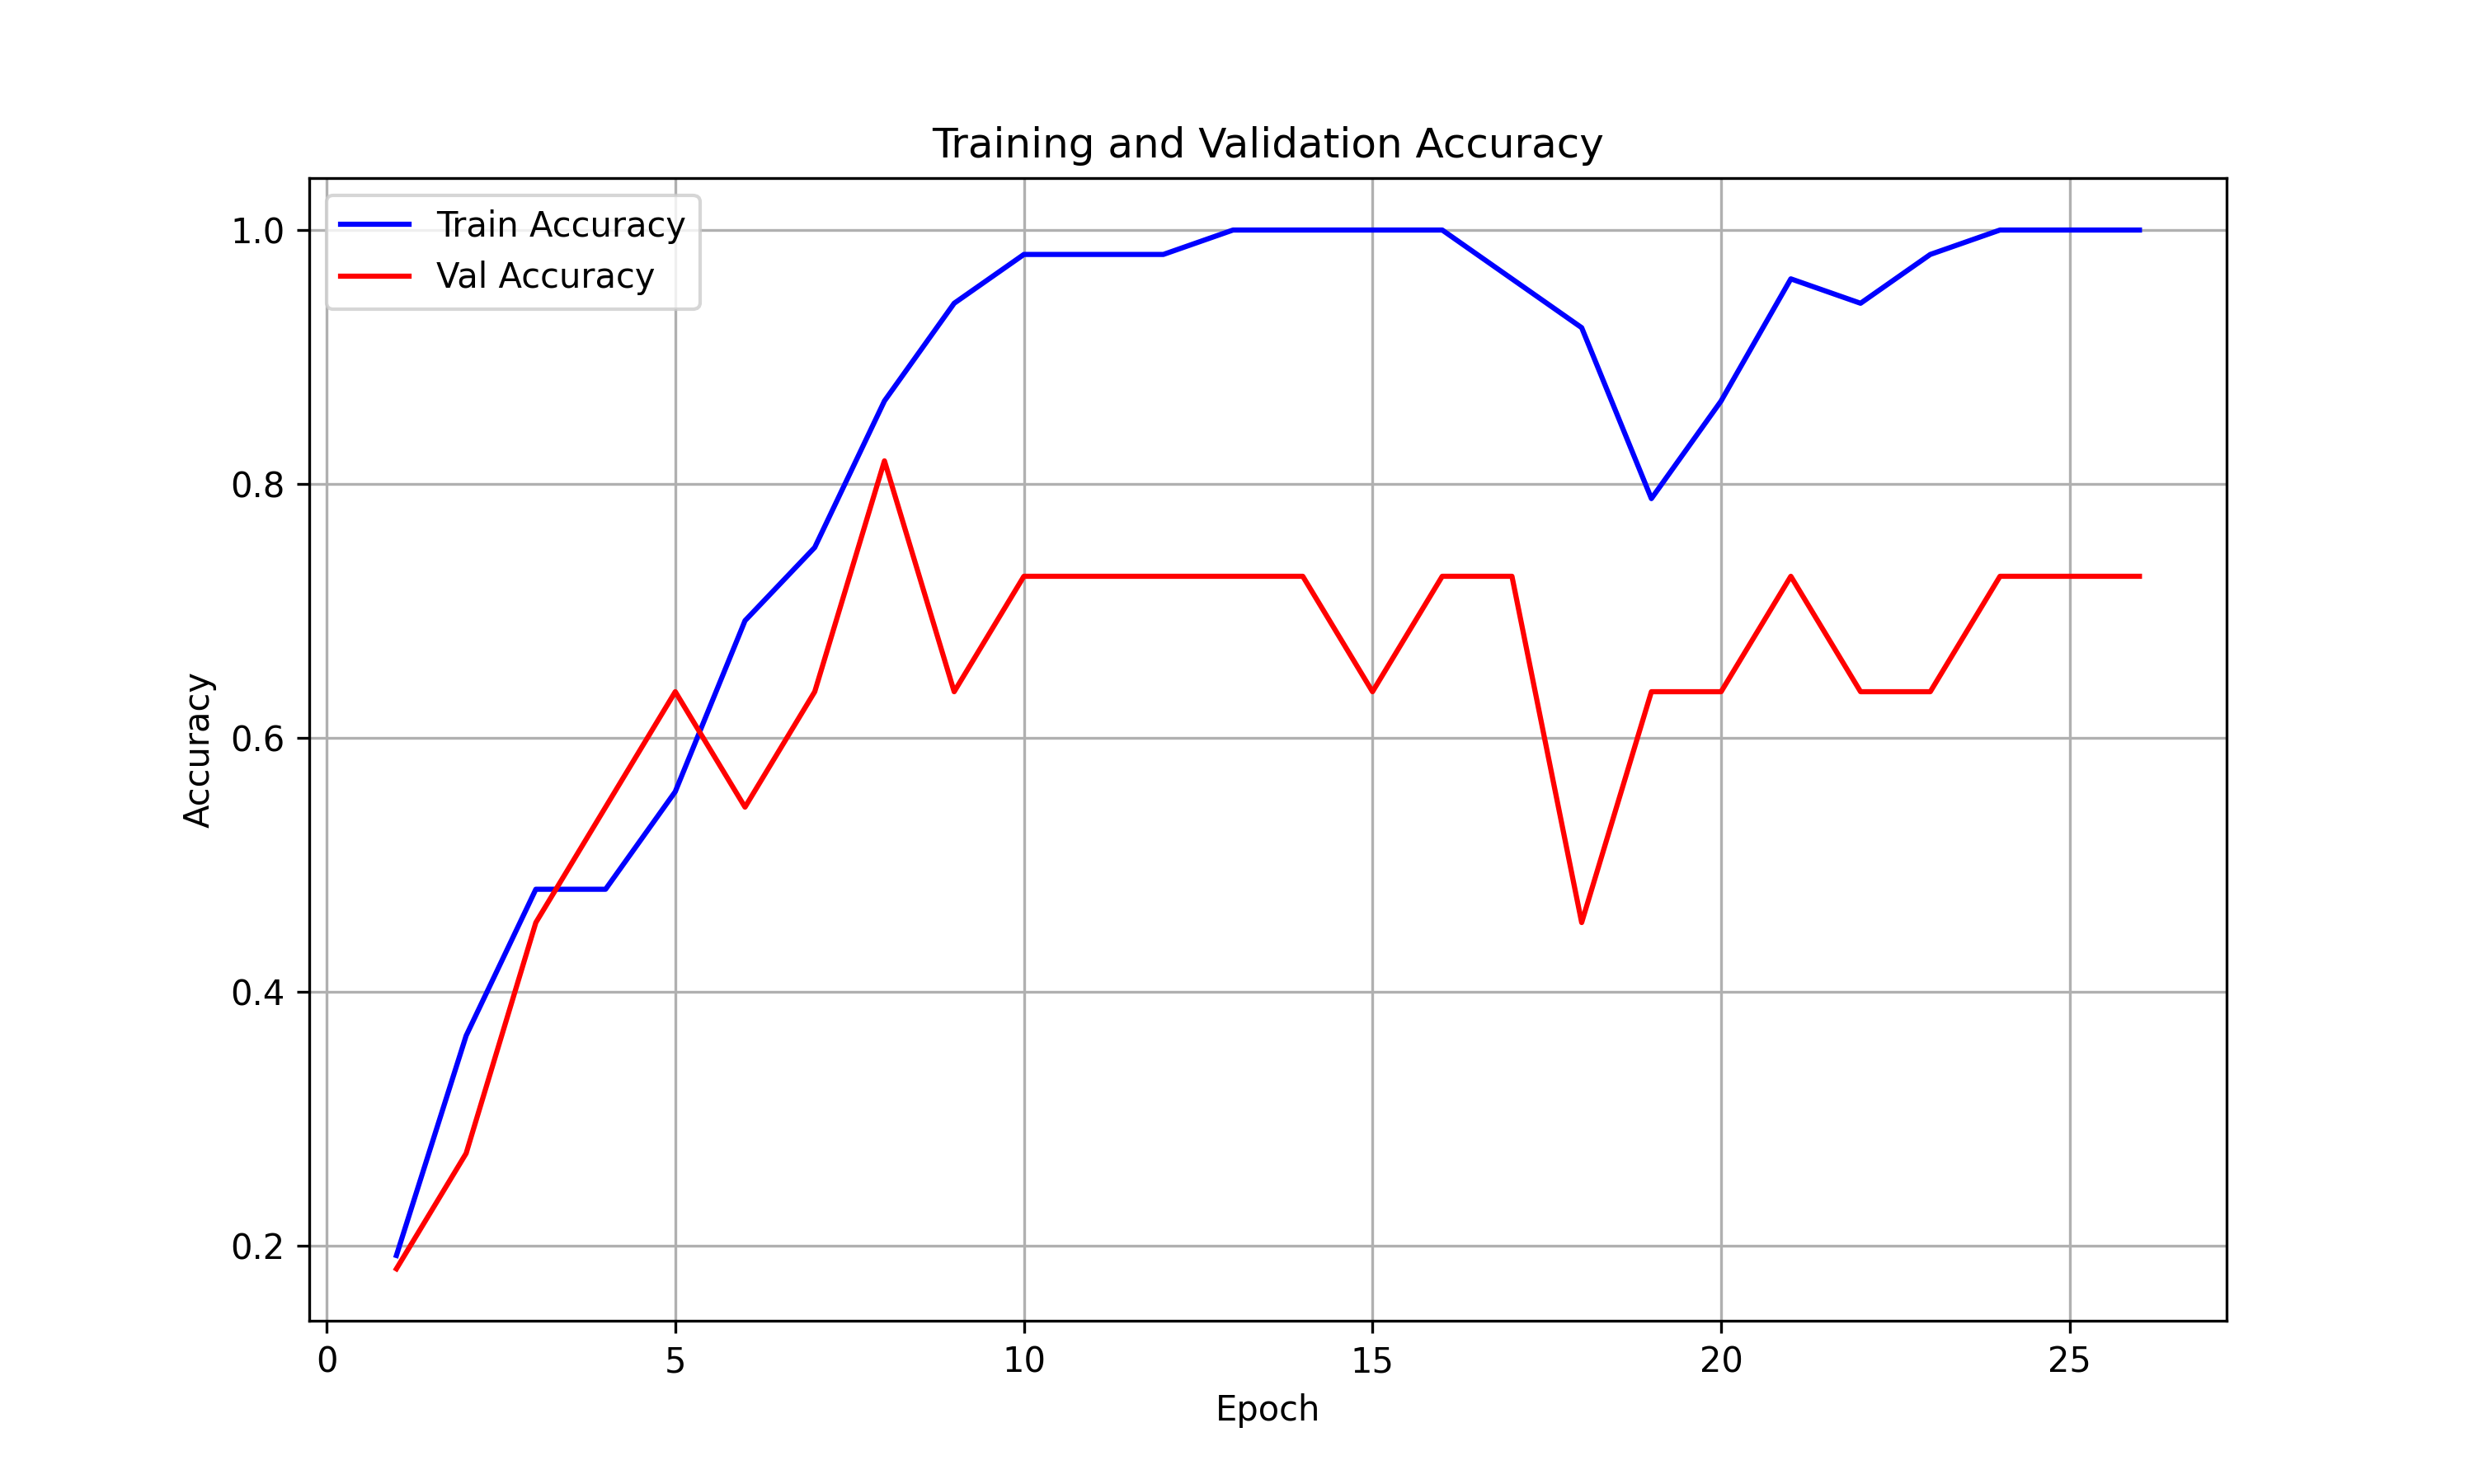 Training and Validation Accuracy
Train Accuracy
Val Accuracy
1.0
0.8
0.6
0.4
0.2
Accuracy
0 5 10 15 20 25
Epoch